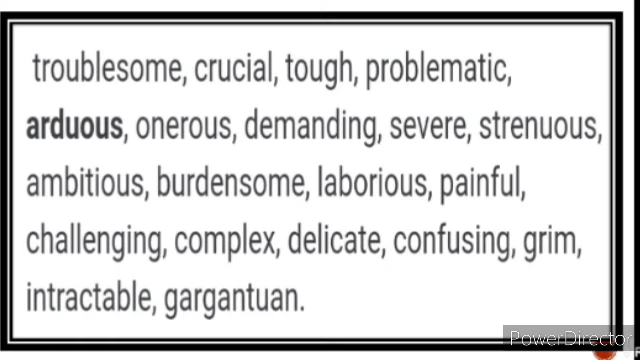 troublesome, crucial, tough, problematic,
arduous, onerous, demanding, severe, strenuous,
ambitious, burdensome, laborious, painful,
challenging, complex, delicate, confusing, grim,
intractable, gargantuan.
PowerDirector